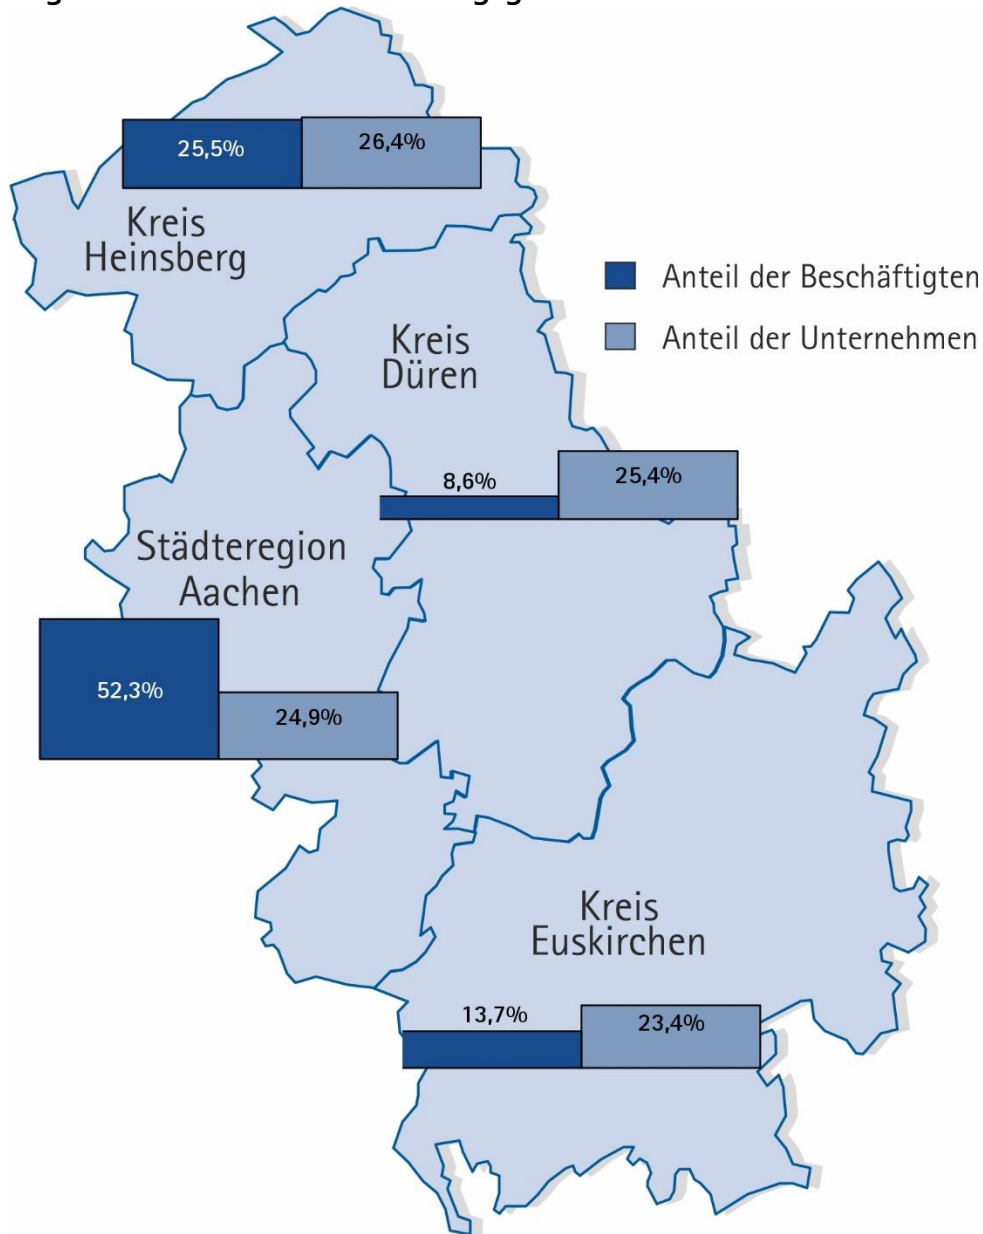 25,5%
26,4%
Kreis
Heinsberg
Anteil der Beschäftigten
Anteil der Unternehmen
Kreis
Düren
8,6%
25,4%
Städteregion
Aachen
52,3%
24,9%
Kreis
Euskirchen
13,7%
23,4%